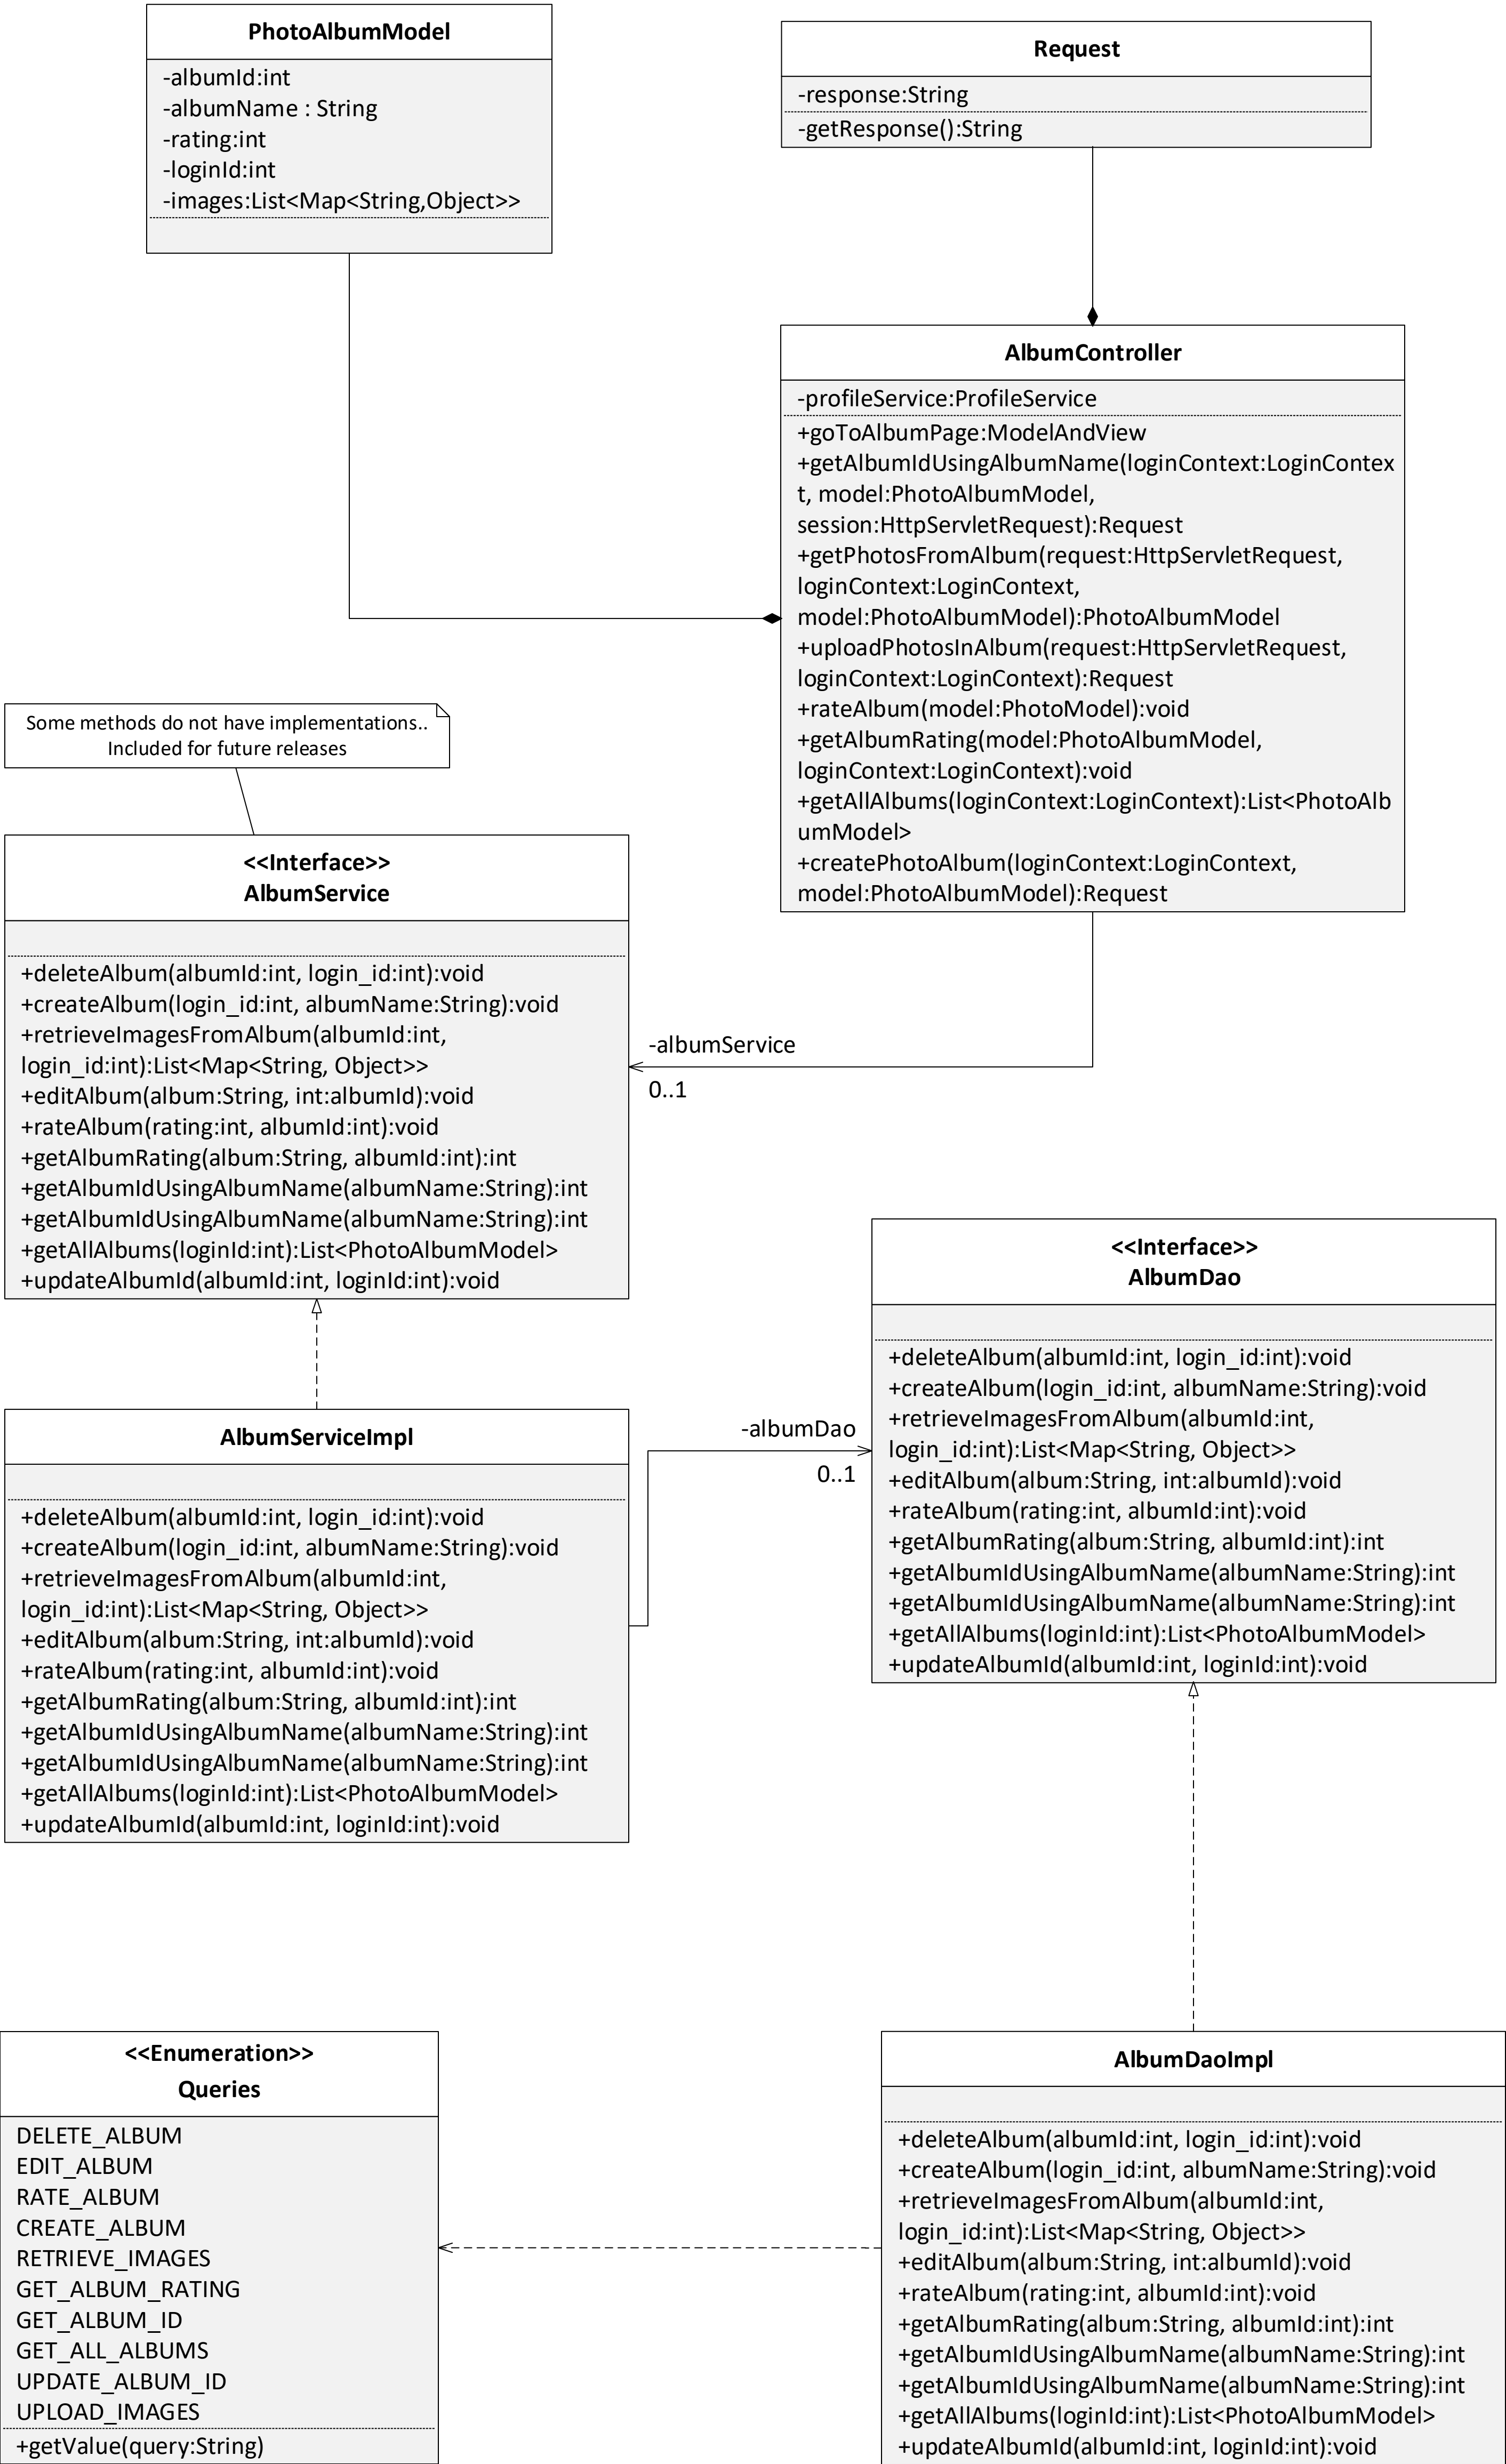 PhotoAlbumModel
-albumId:int
-albumName : String
-rating:int
-loginId:int
-images:List<Map<String,Object>>
Request
-response:String
-getResponse():String
AlbumController
-profileService:ProfileService
+goToAlbumPage:ModelAndView
+getAlbumIdUsingAlbumName(loginContext:LoginContex
t, model:PhotoAlbumModel,
session:HttpServletRequest):Request
+getPhotosFromAlbum(request:HttpServletRequest,
loginContext:LoginContext,
model:PhotoAlbumModel):PhotoAlbumModel
+uploadPhotosInAlbum(request:HttpServletRequest,
loginContext:LoginContext):Request
+rateAlbum(model:PhotoModel):void
+getAlbumRating(model:PhotoAlbumModel,
loginContext:LoginContext):void
+getAllAlbums(loginContext:LoginContext):List<PhotoAlb
umModel>
+createPhotoAlbum(loginContext:LoginContext,
model:PhotoAlbumModel):Request
Some methods do not have implementations..
Included for future releases
<<Interface>>
AlbumService
+deleteAlbum(albumId:int, login_id:int):void
+createAlbum(login_id:int, albumName:String):void
+retrieveImagesFromAlbum(albumId:int,
login_id:int):List<Map<String, Object>>
+editAlbum(album:String, int:albumId):void
+rateAlbum(rating:int, albumId:int):void
+getAlbumRating(album:String, albumId:int):int
+getAlbumIdUsingAlbumName(albumName:String):int
+getAlbumIdUsingAlbumName(albumName:String):int
+getAllAlbums(loginId:int):List<PhotoAlbumModel>
+updateAlbumId(albumId:int, loginId:int):void
-albumService
0..1
<<Interface>>
AlbumDao
+deleteAlbum(albumId:int, login_id:int):void
+createAlbum(login_id:int, albumName:String):void
+retrieveImagesFromAlbum(albumId:int,
login_id:int):List<Map<String, Object>>
+editAlbum(album:String, int:albumId):void
+rateAlbum(rating:int, albumId:int):void
+getAlbumRating(album:String, albumId:int):int
+getAlbumIdUsingAlbumName(albumName:String):int
+getAlbumIdUsingAlbumName(albumName:String):int
+getAllAlbums(loginId:int):List<PhotoAlbumModel>
+updateAlbumId(albumId:int, loginId:int):void
AlbumServiceImpl
+deleteAlbum(albumId:int, login_id:int):void
+createAlbum(login_id:int, albumName:String):void
+retrieveImagesFromAlbum(albumId:int,
login_id:int):List<Map<String, Object>>
+editAlbum(album:String, int:albumId):void
+rateAlbum(rating:int, albumId:int):void
+getAlbumRating(album:String, albumId:int):int
+getAlbumIdUsingAlbumName(albumName:String):int
+getAlbumIdUsingAlbumName(albumName:String):int
+getAllAlbums(loginId:int):List<PhotoAlbumModel>
+updateAlbumId(albumId:int, loginId:int):void
-albumDao
0..1
<<Enumeration>>
Queries
DELETE_ALBUM
EDIT_ALBUM
RATE_ALBUM
CREATE_ALBUM
RETRIEVE_IMAGES
GET_ALBUM_RATING
GET_ALBUM_ID
GET_ALL_ALBUMS
UPDATE_ALBUM_ID
UPLOAD_IMAGES
+getValue(query:String)
AlbumDaoImpl
+deleteAlbum(albumId:int, login_id:int):void
+createAlbum(login_id:int, albumName:String):void
+retrieveImagesFromAlbum(albumId:int,
login_id:int):List<Map<String, Object>>
+editAlbum(album:String, int:albumId):void
+rateAlbum(rating:int, albumId:int):void
+getAlbumRating(album:String, albumId:int):int
+getAlbumIdUsingAlbumName(albumName:String):int
+getAlbumIdUsingAlbumName(albumName:String):int
+getAllAlbums(loginId:int):List<PhotoAlbumModel>
+updateAlbumId(albumId:int, loginId:int):void